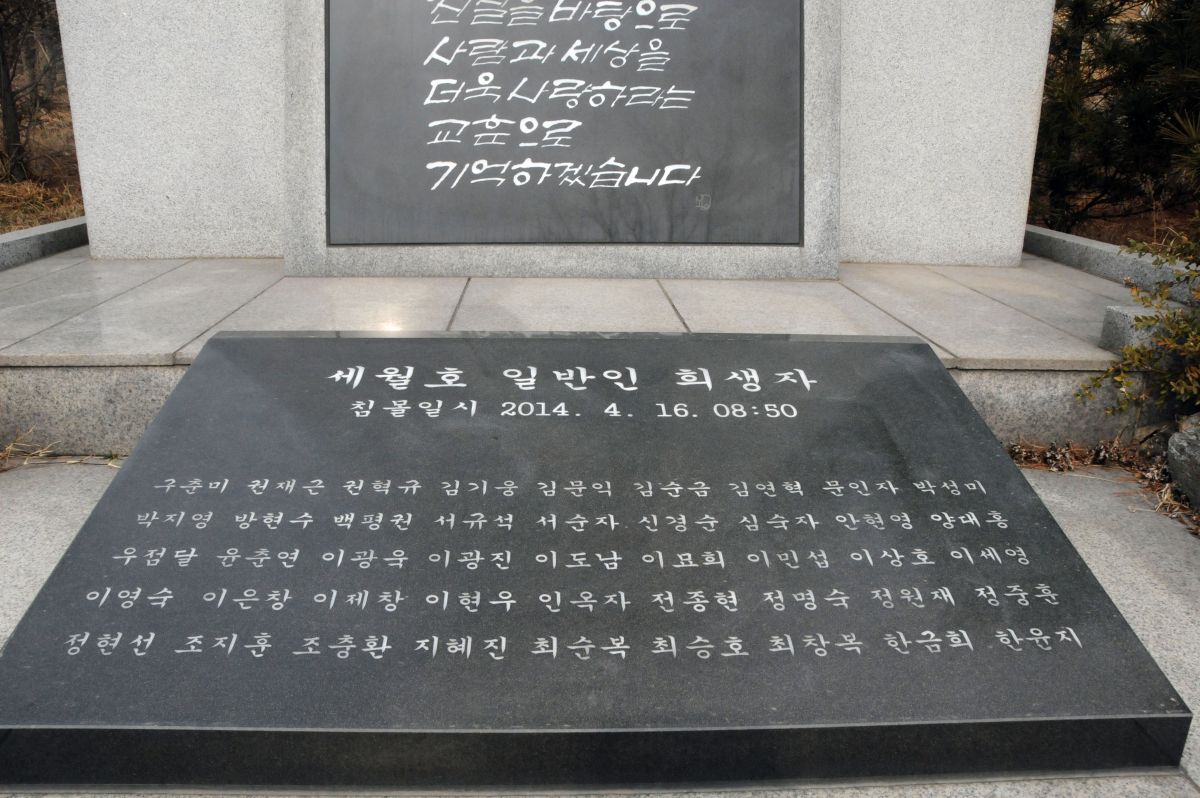 진실을 바탕으로
사람과 세상을
더욱 사랑하라는
교훈으로
기억하겠습니다
세월호 일반인 희생자
침몰일시 2014. 4. 16. 08:50
구춘미 권재근 권혁규 김기웅 김문익 김순금 김연혁 문인자 박성미
박지영 방현수 백평권 서규석 서순자 신경순 심숙자 안현영 양대홍
우점달 윤춘연 이광욱 이광진 이도남 이묘희 이민섭 이상호 이세영
이영숙 이은창 이제창 이현우 인옥자 전종현 정명숙 정원재 정중훈
정현선 조지훈 조충환 지혜진 최순복 최승호 최창복 한금희 한윤지